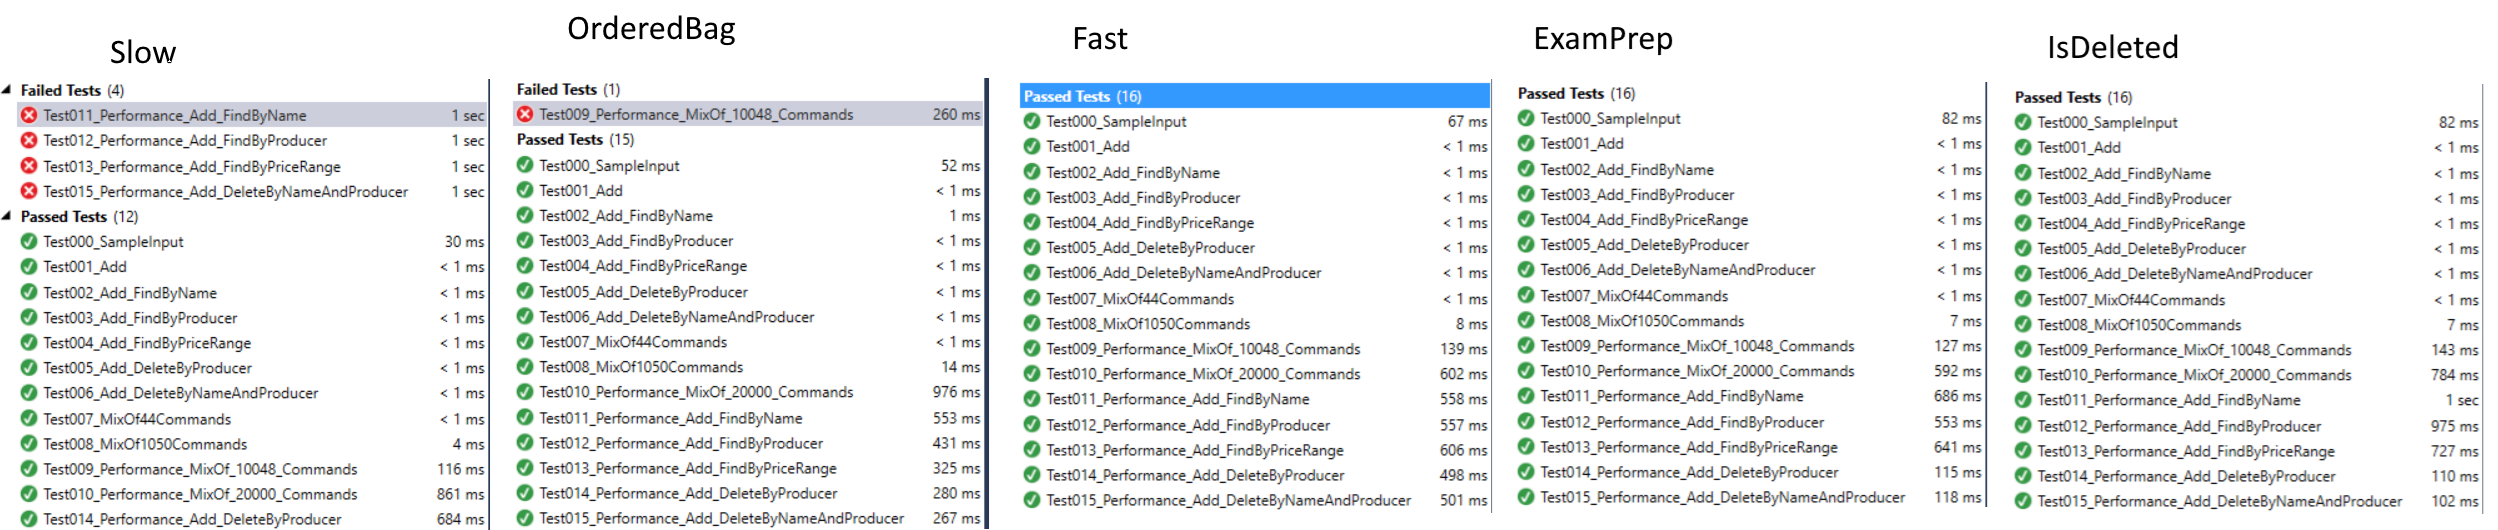 Slow
Failed Tests (4)
Test011_Performance_Add_FindByName 1 sec
Test012_Performance_Add_FindByProducer 1 sec
Test013_Performance_Add_FindByPriceRange 1 sec
Test015_Performance_Add_DeleteByNameAndProducer 1 sec
Passed Tests (12)
Test000_SampleInput 30 ms
Test001_Add < 1 ms
Test002_Add_FindByName < 1 ms
Test003_Add_FindByProducer < 1 ms
Test004_Add_FindByPriceRange < 1 ms
Test005_Add_DeleteByProducer < 1 ms
Test006_Add_DeleteByNameAndProducer < 1 ms
Test007_MixOf44Commands < 1 ms
Test008_MixOf1050Commands 4 ms
Test009_Performance_MixOf_10048_Commands 116 ms
Test010_Performance_MixOf_20000_Commands 861 ms
Test014_Performance_Add_DeleteByProducer 684 ms
OrderedBag
Failed Tests (1)
Test009_Performance_MixOf_10048_Commands 260 ms
Passed Tests (15)
Test000_SampleInput 52 ms
Test001_Add < 1 ms
Test002_Add_FindByName 1 ms
Test003_Add_FindByProducer < 1 ms
Test004_Add_FindByPriceRange < 1 ms
Test005_Add_DeleteByProducer < 1 ms
Test006_Add_DeleteByNameAndProducer < 1 ms
Test007_MixOf44Commands < 1 ms
Test008_MixOf1050Commands 14 ms
Test010_Performance_MixOf_20000_Commands 976 ms
Test011_Performance_Add_FindByName 553 ms
Test012_Performance_Add_FindByProducer 431 ms
Test013_Performance_Add_FindByPriceRange 325 ms
Test014_Performance_Add_DeleteByProducer 280 ms
Test015_Performance_Add_DeleteByNameAndProducer 267 ms
Fast
Passed Tests (16)
Test000_SampleInput 67 ms
Test001_Add < 1 ms
Test002_Add_FindByName < 1 ms
Test003_Add_FindByProducer < 1 ms
Test004_Add_FindByPriceRange < 1 ms
Test005_Add_DeleteByProducer < 1 ms
Test006_Add_DeleteByNameAndProducer < 1 ms
Test007_MixOf44Commands < 1 ms
Test008_MixOf1050Commands 8 ms
Test009_Performance_MixOf_10048_Commands 139 ms
Test010_Performance_MixOf_20000_Commands 602 ms
Test011_Performance_Add_FindByName 558 ms
Test012_Performance_Add_FindByProducer 557 ms
Test013_Performance_Add_FindByPriceRange 606 ms
Test014_Performance_Add_DeleteByProducer 498 ms
Test015_Performance_Add_DeleteByNameAndProducer 501 ms
ExamPrep
Passed Tests (16)
Test000_SampleInput 82 ms
Test001_Add < 1 ms
Test002_Add_FindByName < 1 ms
Test003_Add_FindByProducer < 1 ms
Test004_Add_FindByPriceRange < 1 ms
Test005_Add_DeleteByProducer < 1 ms
Test006_Add_DeleteByNameAndProducer < 1 ms
Test007_MixOf44Commands < 1 ms
Test008_MixOf1050Commands 7 ms
Test009_Performance_MixOf_10048_Commands 127 ms
Test010_Performance_MixOf_20000_Commands 592 ms
Test011_Performance_Add_FindByName 686 ms
Test012_Performance_Add_FindByProducer 553 ms
Test013_Performance_Add_FindByPriceRange 641 ms
Test014_Performance_Add_DeleteByProducer 115 ms
Test015_Performance_Add_DeleteByNameAndProducer 118 ms
IsDeleted
Passed Tests (16)
Test000_SampleInput 82 ms
Test001_Add < 1 ms
Test002_Add_FindByName < 1 ms
Test003_Add_FindByProducer < 1 ms
Test004_Add_FindByPriceRange < 1 ms
Test005_Add_DeleteByProducer < 1 ms
Test006_Add_DeleteByNameAndProducer < 1 ms
Test007_MixOf44Commands < 1 ms
Test008_MixOf1050Commands 7 ms
Test009_Performance_MixOf_10048_Commands 143 ms
Test010_Performance_MixOf_20000_Commands 784 ms
Test011_Performance_Add_FindByName 1 sec
Test012_Performance_Add_FindByProducer 975 ms
Test013_Performance_Add_FindByPriceRange 727 ms
Test014_Performance_Add_DeleteByProducer 110 ms
Test015_Performance_Add_DeleteByNameAndProducer 102 ms